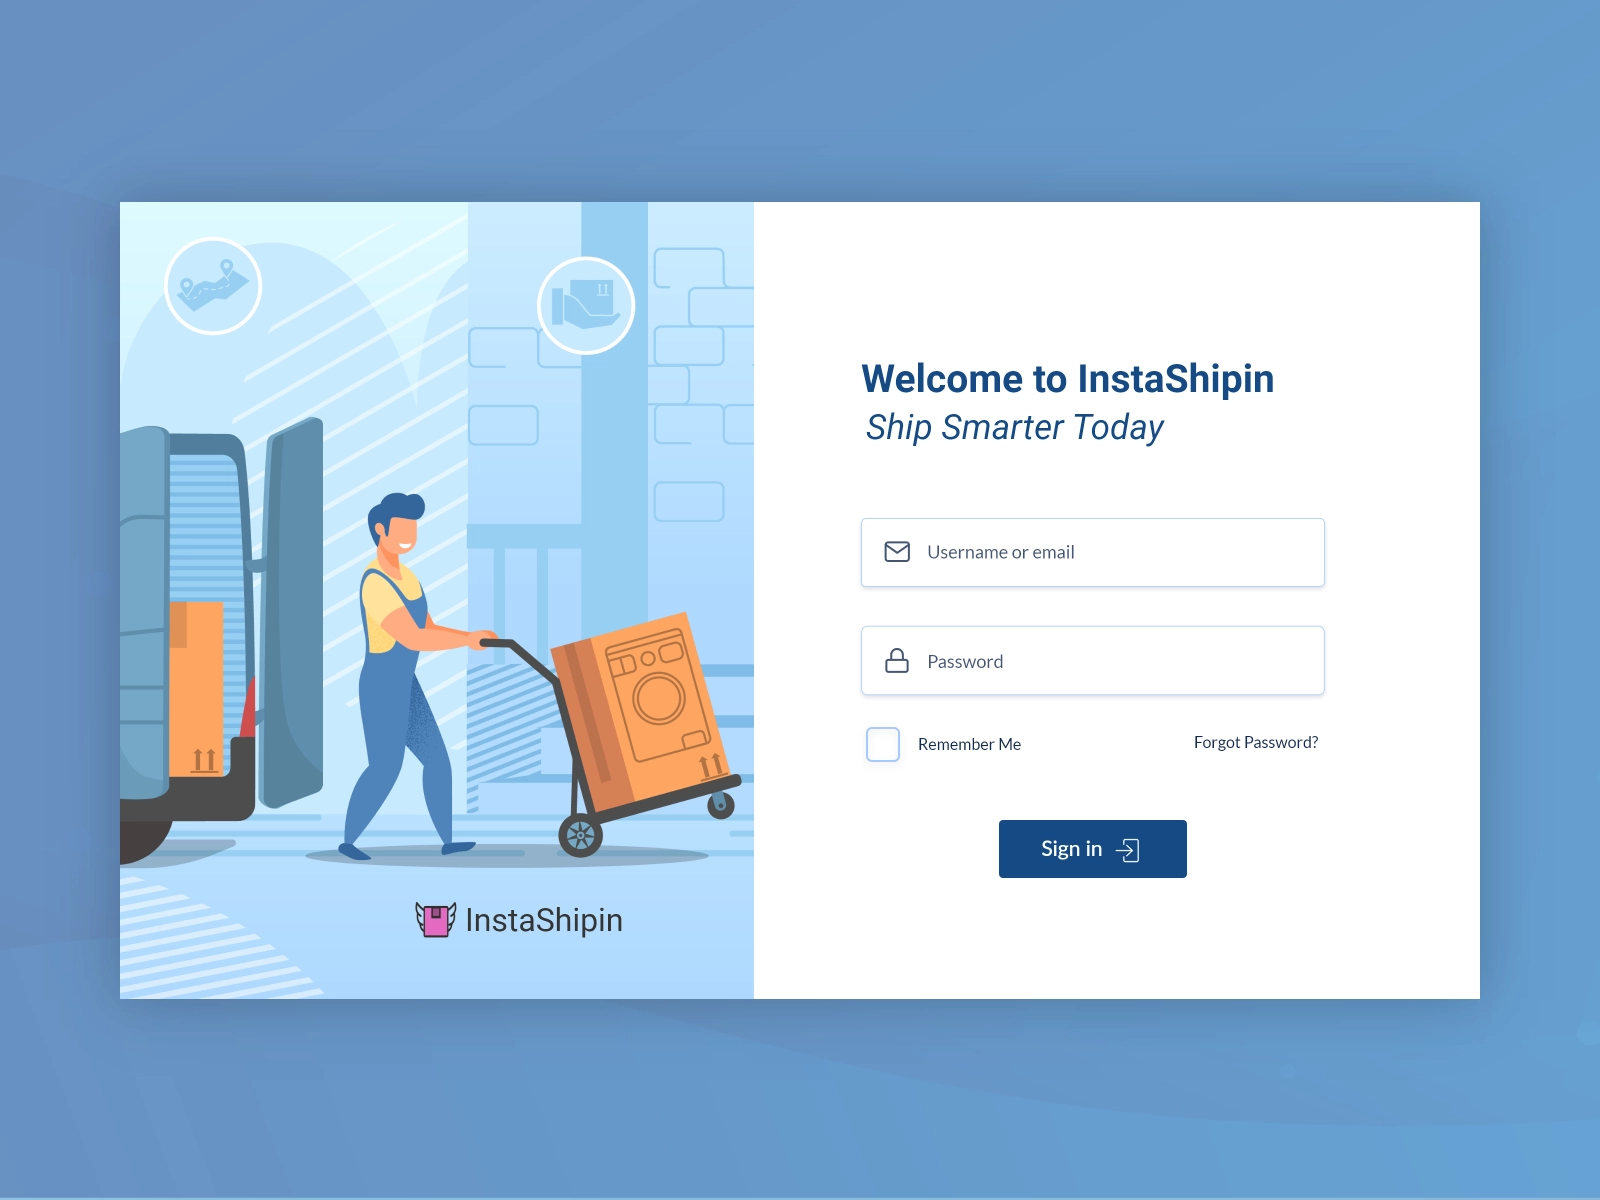 InstaShipin
Welcome to InstaShipin
Ship Smarter Today
Username or email
Password
Remember Me
Forgot Password?
Sign in